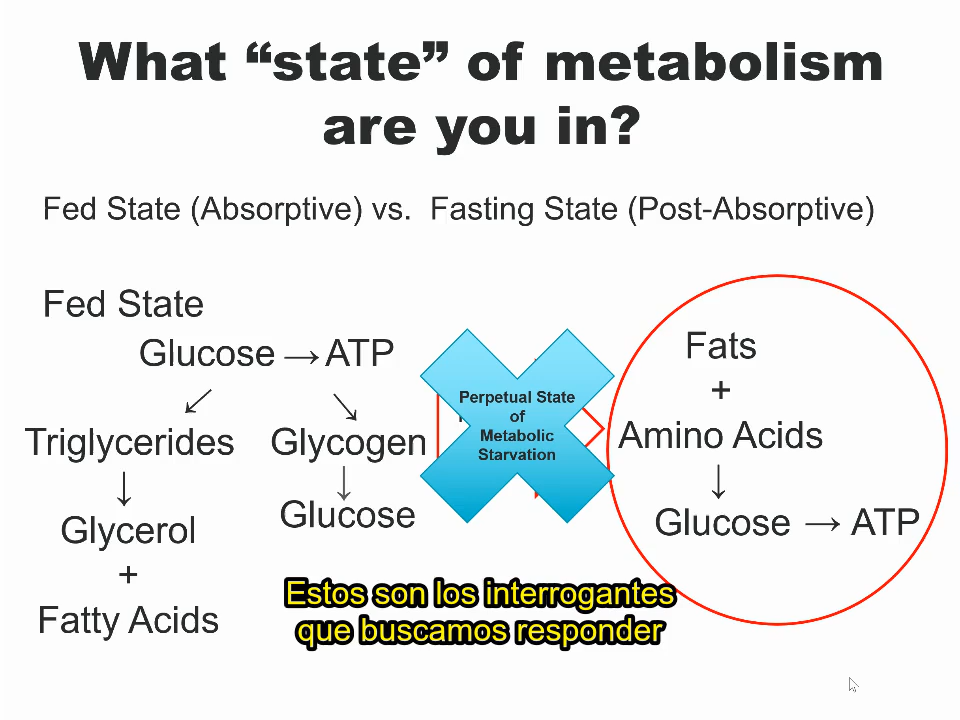 What “state” of metabolism
are you in?
Fed State (Absorptive) vs. Fasting State (Post-Absorptive)
Fed State
Glucose → ATP
Triglycerides
Glycogen
Glucose
Glycerol
+
Fatty Acids
Perpetual State
of
Metabolic
Starvation
Fats
+
Amino Acids
Glucose → ATP
Estos son los interrogantes
que buscamos responder